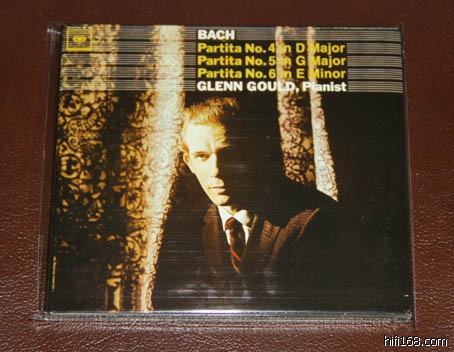 BACH
Partita No. 4 in D Major
Partita No. 5 in G Major
Partita No. 6 in E Minor
GLENN GOULD, Pianist
hifi168.com